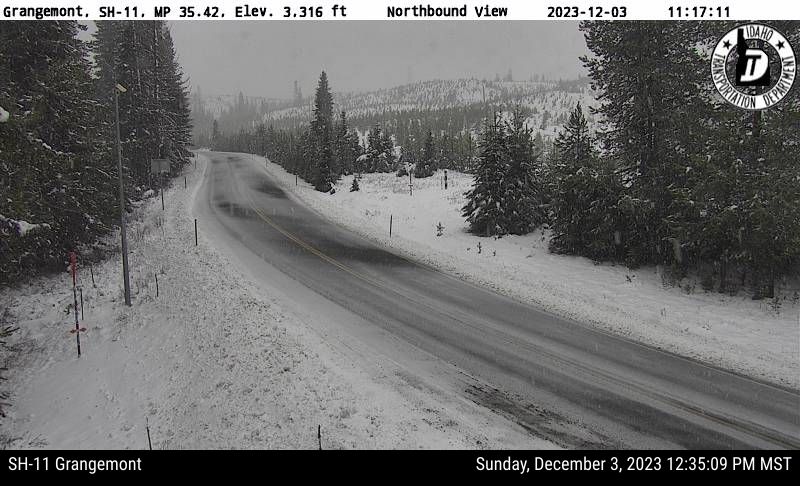 Grangemont, SH-11, MP 35.42, Elev. 3,316 ft Northbound View 2023-12-03 11:17:11
IDAHO
TRANSPORTATION DEPARTMENT
SH-11 Grangemont Sunday, December 3, 2023 12:35:09 PM MST